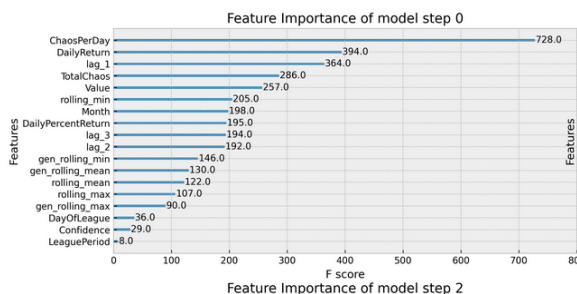 Feature Importance of model step 0
ChaosPerDay 728.0
DailyReturn 394.0
lag_1 364.0
TotalChaos 286.0
Value 257.0
rolling_min 205.0
Month 198.0
DailyPercentReturn 195.0
lag_3 194.0
lag_2 192.0
gen_rolling_min 146.0
gen_rolling_mean 130.0
rolling_mean 122.0
rolling_max 107.0
gen_rolling_max 90.0
DayOfLeague 36.0
Confidence 29.0
LeaguePeriod 8.0
Features
Features
0 100 200 300 400 500 600 700 800
F score
Feature Importance of model step 2